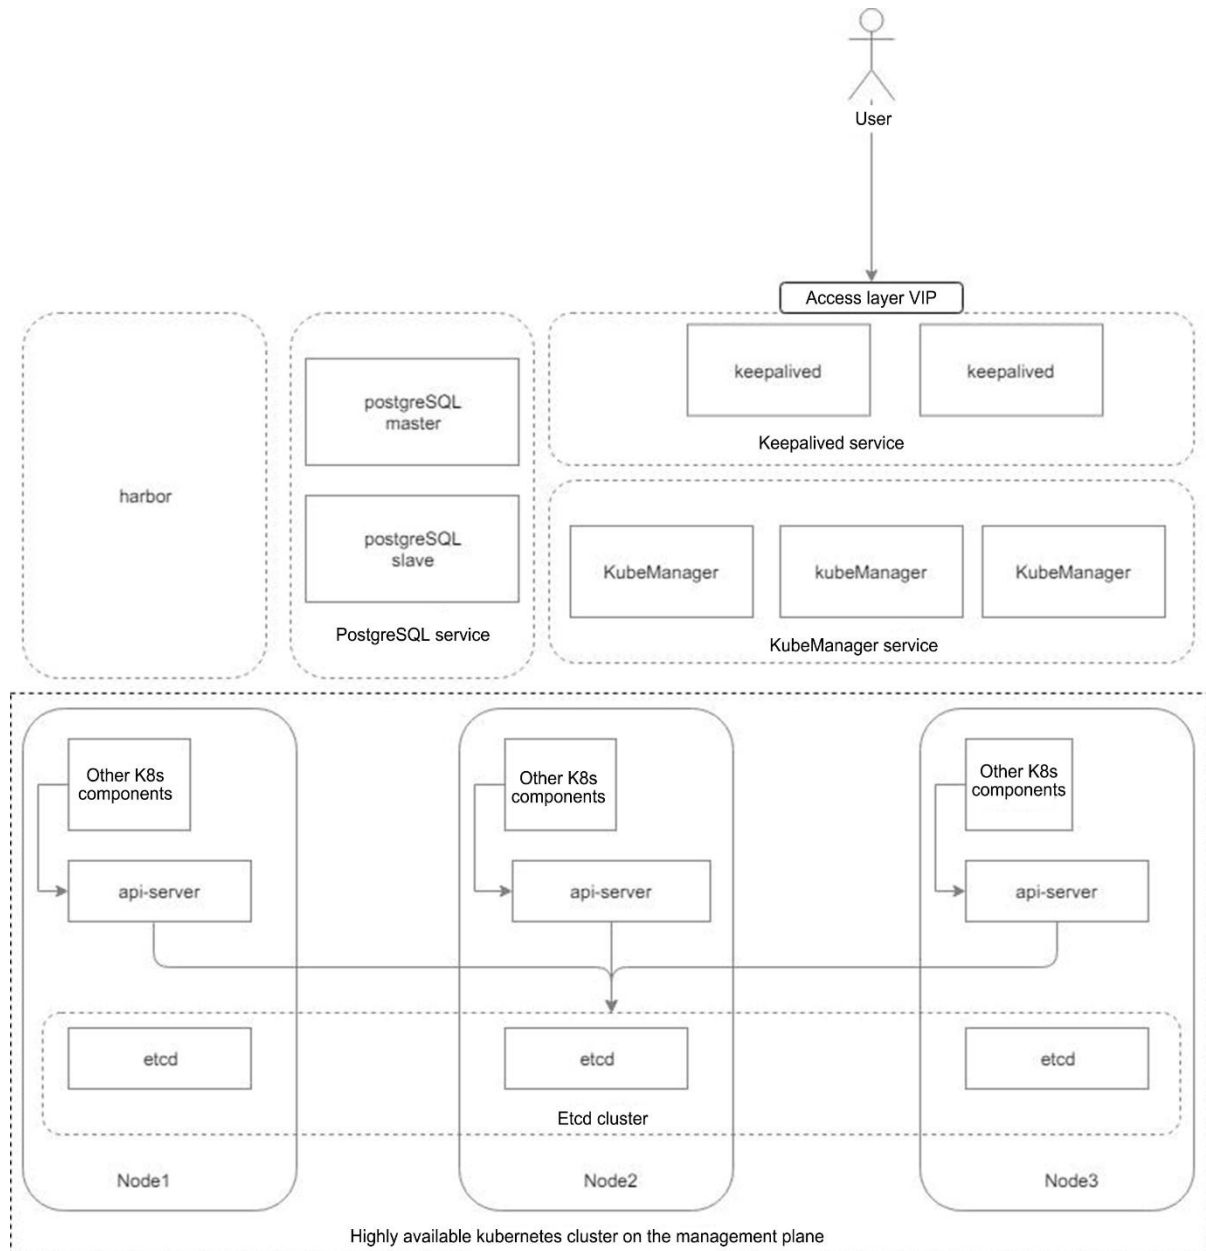 User
Access layer VIP
keepalived
keepalived
Keepalived service
harbor
postgreSQL
master
postgreSQL
slave
PostgreSQL service
KubeManager
kubeManager
KubeManager
KubeManager service
Other K8s
components
Other K8s
components
Other K8s
components
api-server
api-server
api-server
etcd
etcd
etcd
Etcd cluster
Node1
Node2
Node3
Highly available kubernetes cluster on the management plane